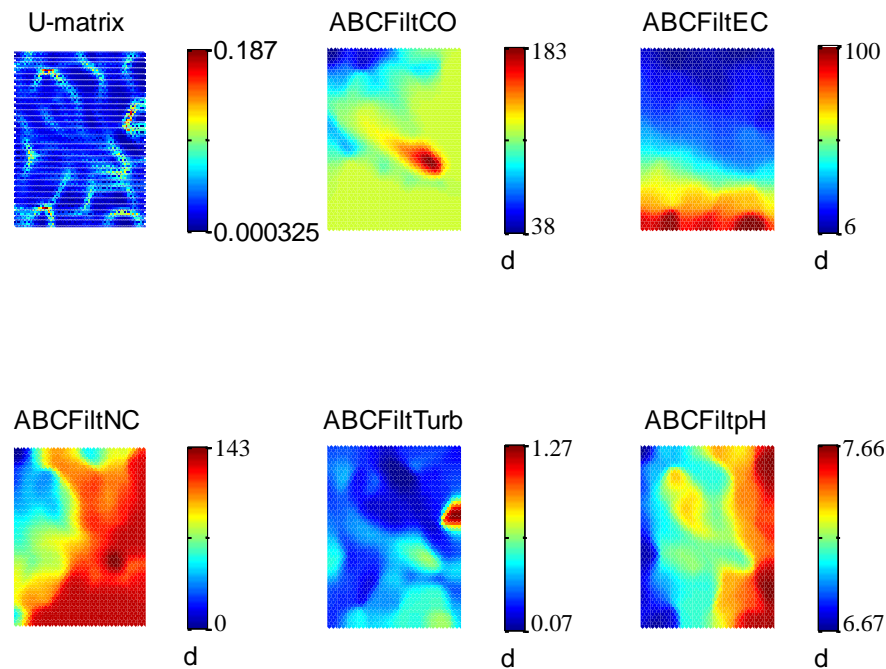 U-matrix
0.187
0.000325
ABCFiltCO
183
38
d
ABCFiltEC
100
6
d
ABCFiltNC
143
0
d
ABCFiltTurb
1.27
0.07
d
ABCFiltpH
7.66
6.67
d